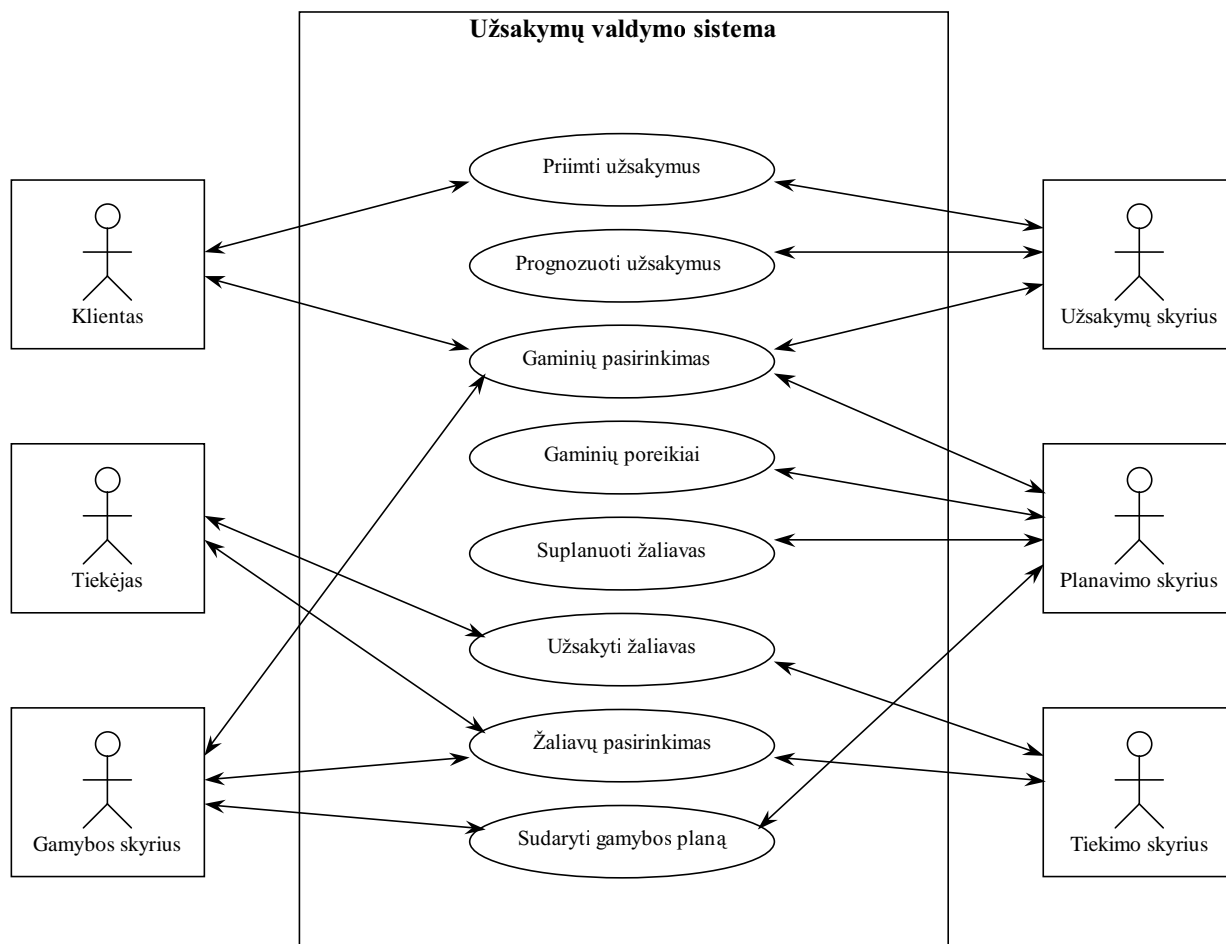 Užsakymų valdymo sistema
Priimti užsakymus
Prognozuoti užsakymus
Klientas
Užsakymų skyrius
Gaminių pasirinkimas
Gaminių poreikiai
Suplanuoti žaliavas
Tiekėjas
Planavimo skyrius
Užsakyti žaliavas
Žaliavų pasirinkimas
Sudaryti gamybos planą
Gamybos skyrius
Tiekimo skyrius